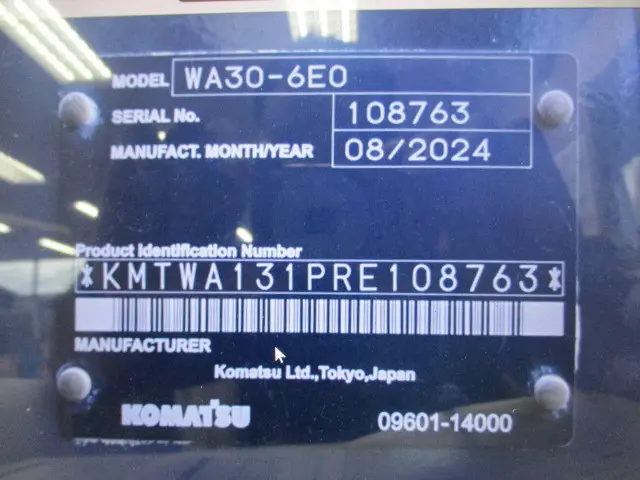 MODEL WA30-6E0
SERIAL No. 108763
MANUFACT. MONTH/YEAR 08/2024
Product Identification Number
*KMTWA131PRE108763*
MANUFACTURER
Komatsu Ltd.,Tokyo,Japan
KOMATSU 09601-14000